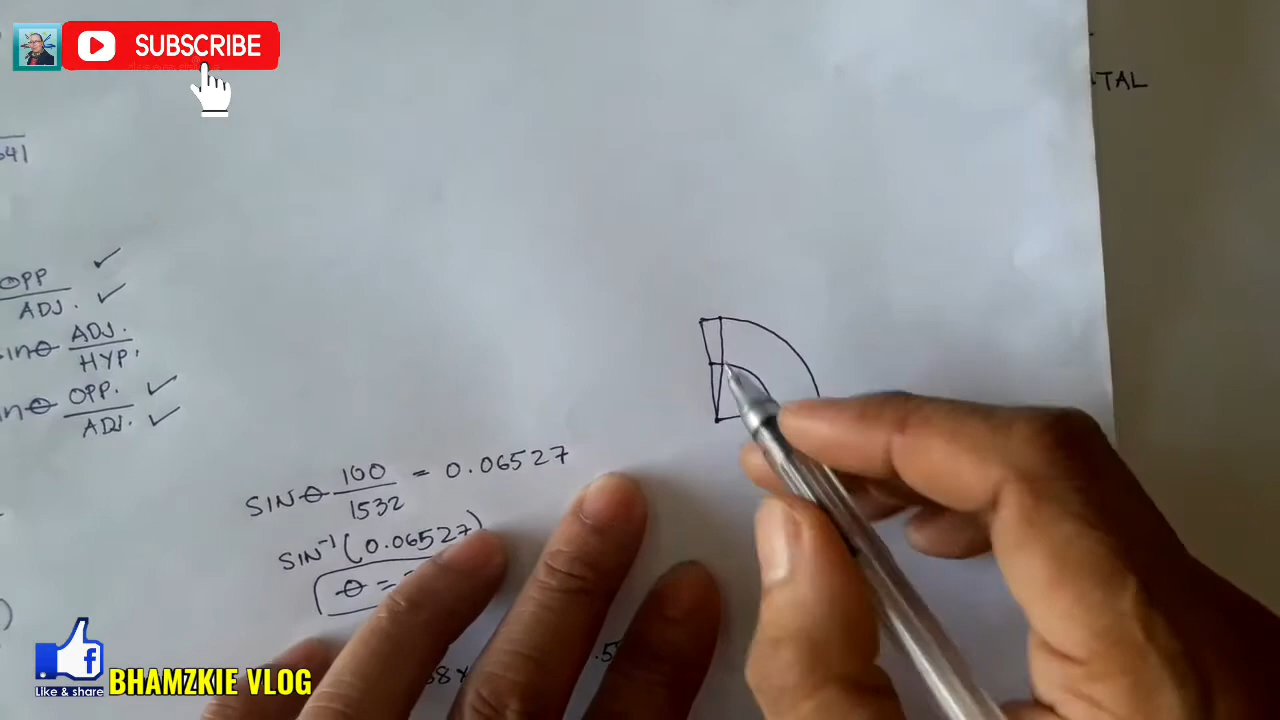 SUBSCRIBE
TAL
641
OPP
ADJ.
ADJ.
HYP.
OPP.
ADJ.
SIN θ 100/1532 = 0.06527
SIN⁻¹(0.06527)
θ =
Like & share
BHAMZKIE VLOG